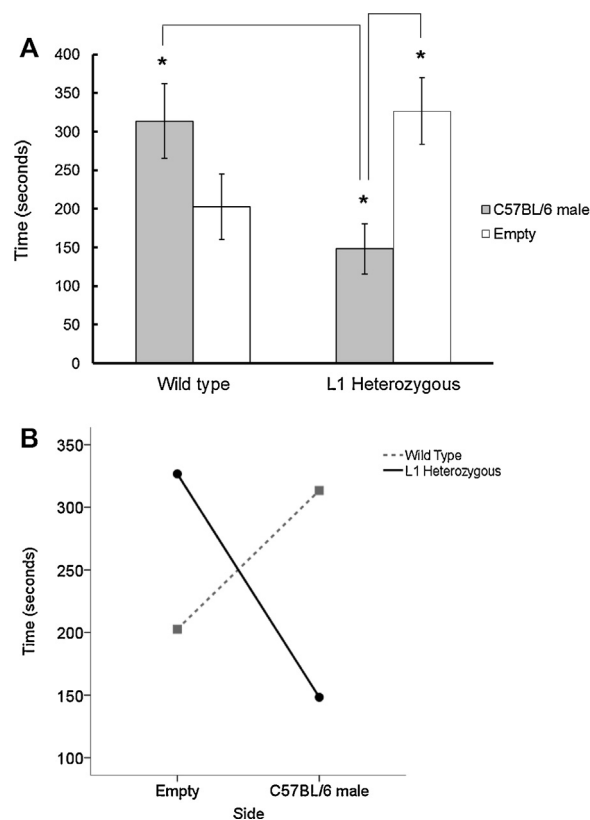 A
*
*
*
400
350
300
250
200
150
100
50
0
Time (seconds)
Wild type
L1 Heterozygous
C57BL/6 male
Empty
B
350
300
250
200
150
100
Time (seconds)
Wild Type
L1 Heterozygous
Empty
C57BL/6 male
Side